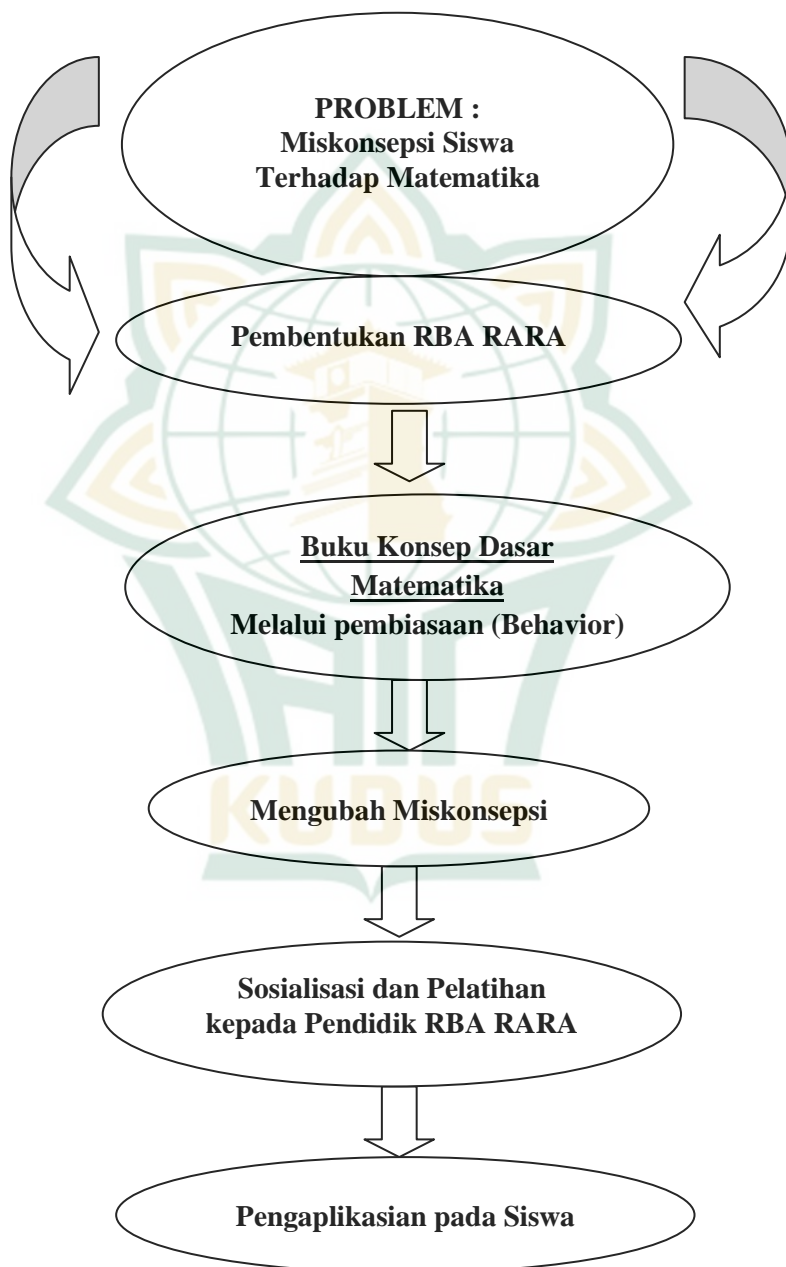 PROBLEM :
Miskonsepsi Siswa
Terhadap Matematika
Pembentukan RBA RARA
Buku Konsep Dasar
Matematika
Melalui pembiasaan (Behavior)
Mengubah Miskonsepsi
KUDUS
Sosialisasi dan Pelatihan
kepada Pendidik RBA RARA
Pengaplikasian pada Siswa